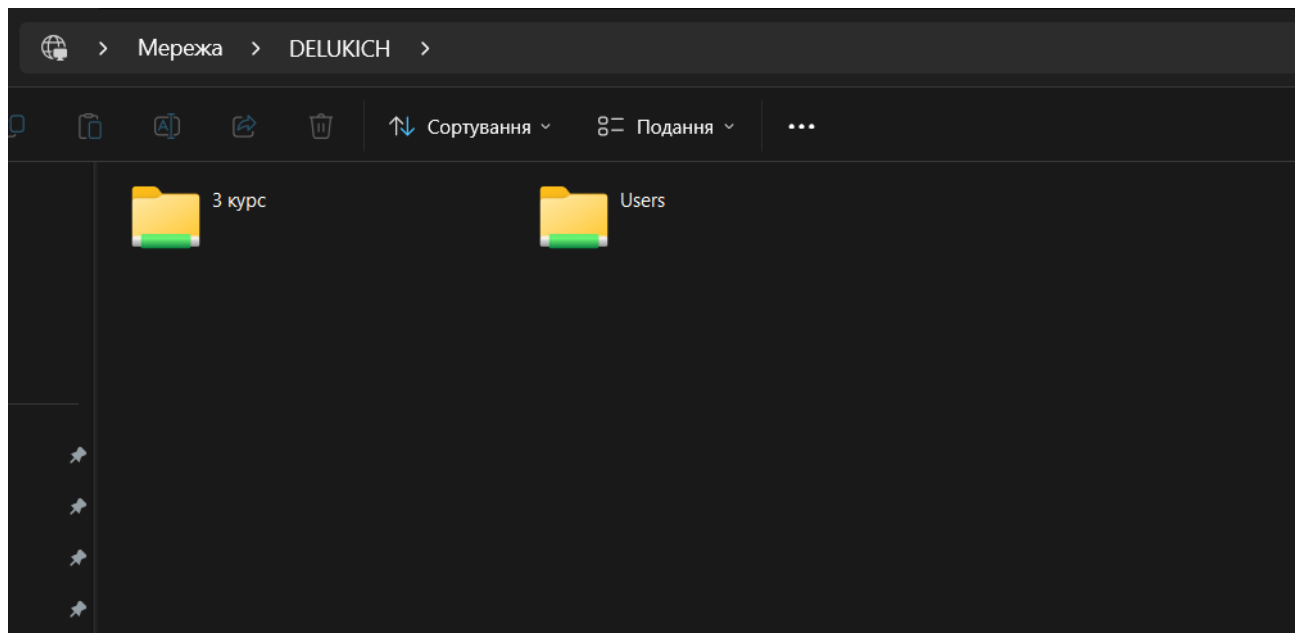 Мережа > DELUKICH >
Сортування Подання •••
3 курс Users